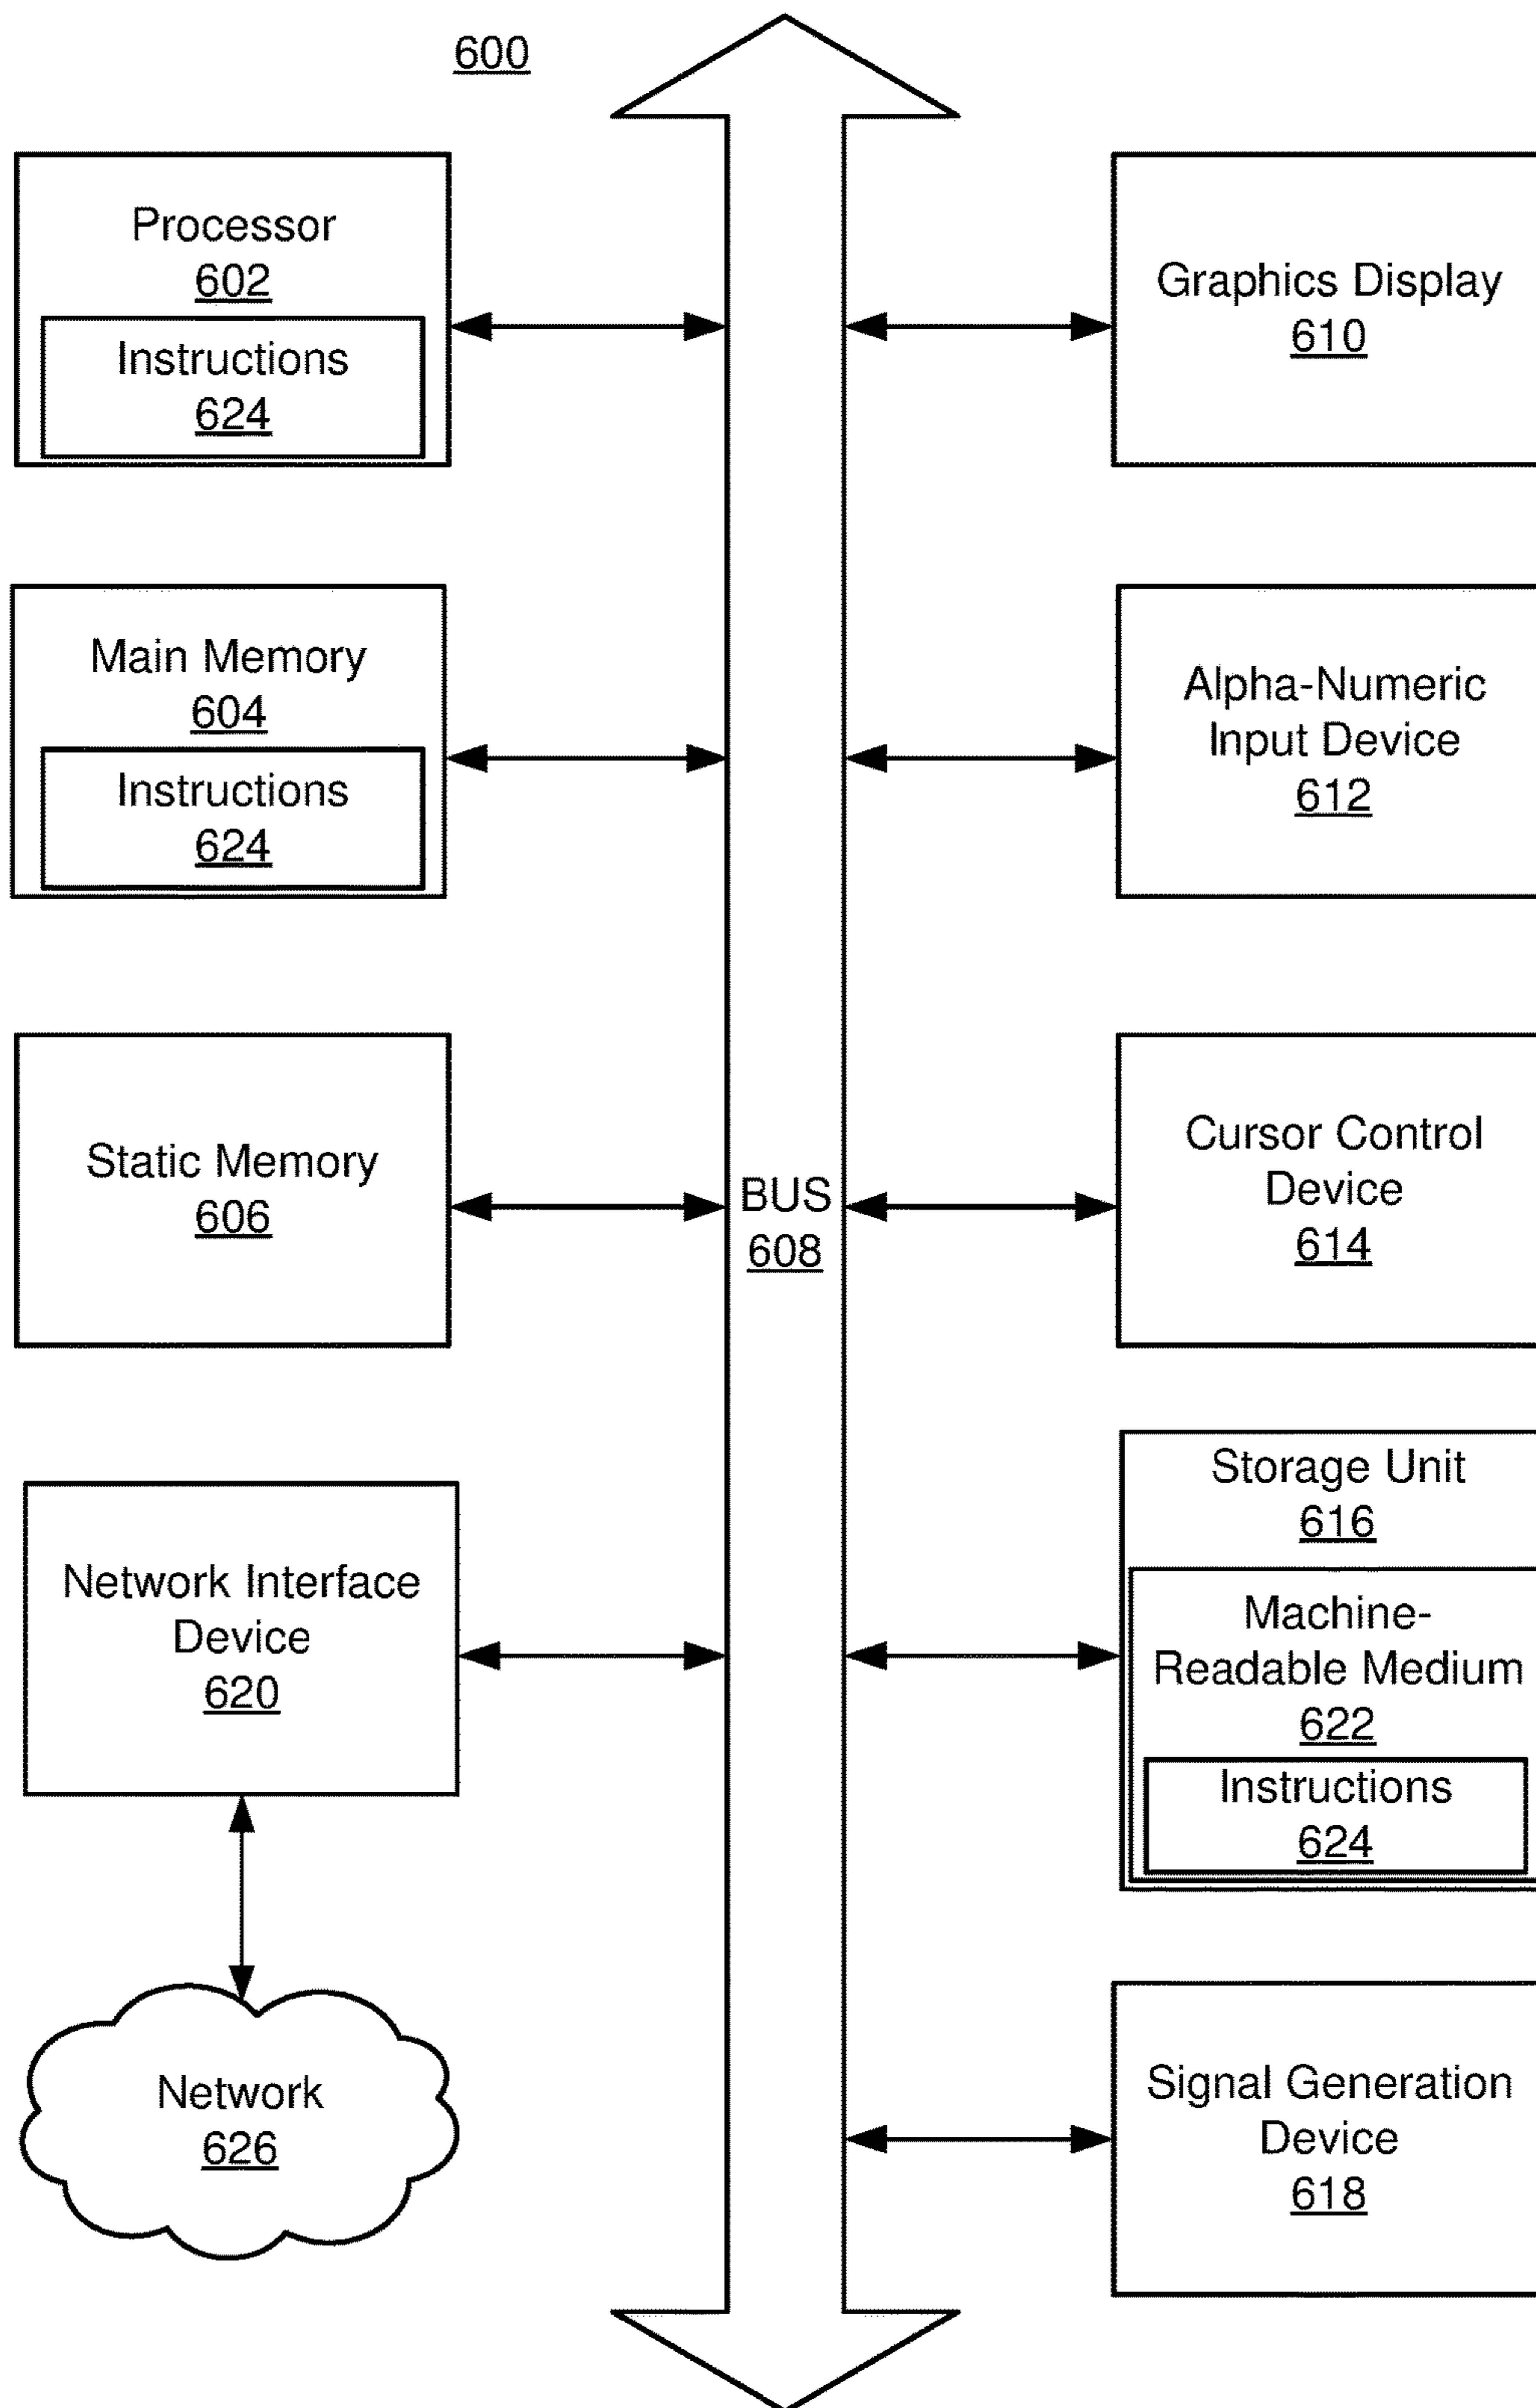 600
Processor
602
Instructions
624
Main Memory
604
Instructions
624
Static Memory
606
Network Interface
Device
620
Network
626
BUS
608
Graphics Display
610
Alpha-Numeric
Input Device
612
Cursor Control
Device
614
Storage Unit
616
Machine-
Readable Medium
622
Instructions
624
Signal Generation
Device
618